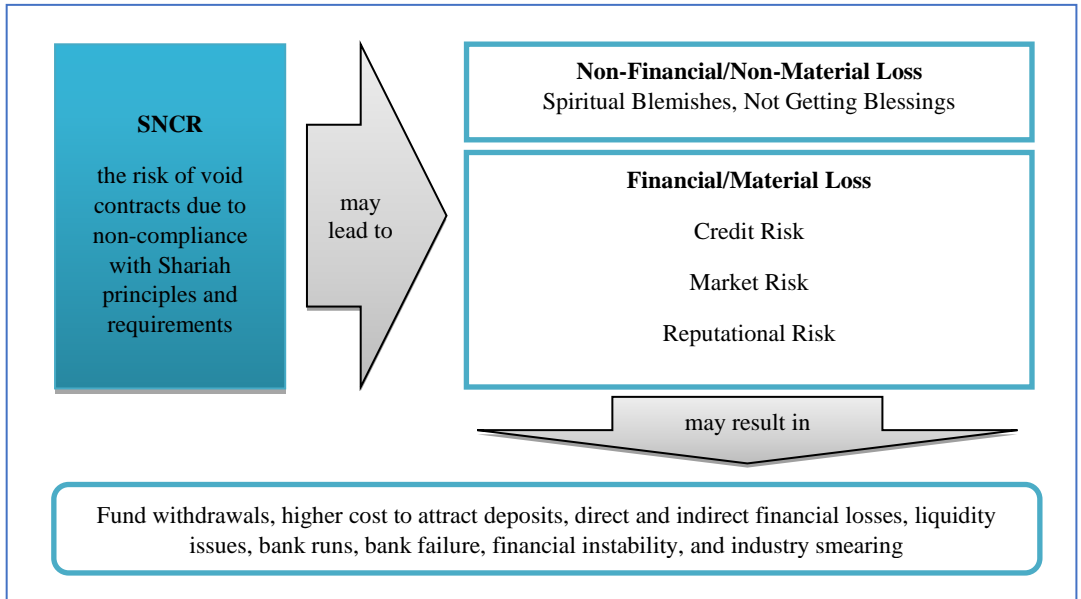 SNCR
the risk of void
contracts due to
non-compliance
with Shariah
principles and
requirements
may
lead to
Non-Financial/Non-Material Loss
Spiritual Blemishes, Not Getting Blessings
Financial/Material Loss
Credit Risk
Market Risk
Reputational Risk
may result in
Fund withdrawals, higher cost to attract deposits, direct and indirect financial losses, liquidity
issues, bank runs, bank failure, financial instability, and industry smearing